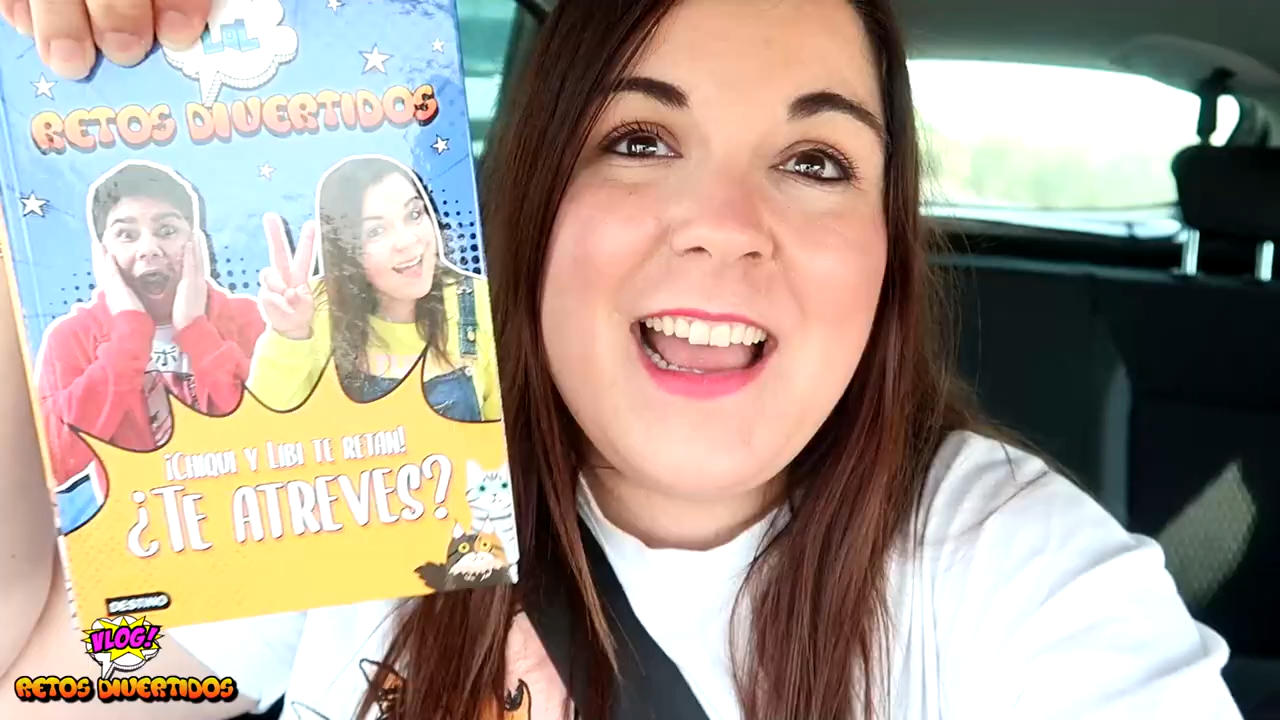 LOL
RETOS DIVERTIDOS
¡CHIQUI Y LIBI TE RETAN!
¿TE ATREVES?
DESTINO
VLOG!
RETOS DIVERTIDOS